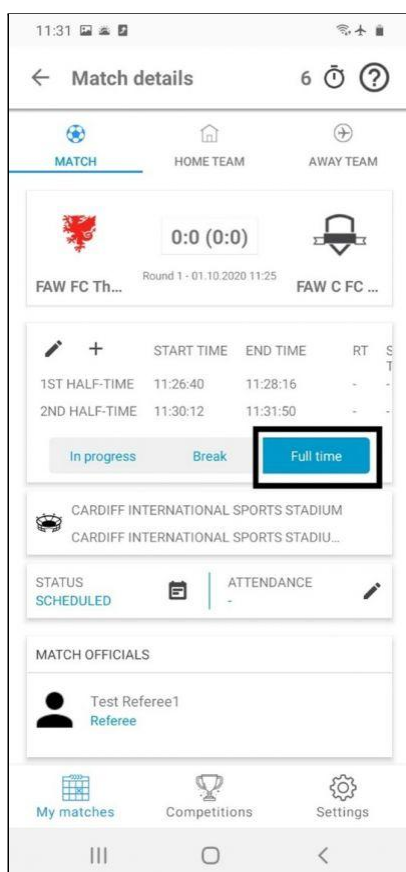 11:31
Match details 6
MATCH HOME TEAM AWAY TEAM
0:0 (0:0)
Round 1 - 01.10.2020 11:25
FAW FC Th... FAW C FC ...
START TIME END TIME RT S
T
1ST HALF-TIME 11:26:40 11:28:16 - -
2ND HALF-TIME 11:30:12 11:31:50 - -
In progress Break Full time
CARDIFF INTERNATIONAL SPORTS STADIUM
CARDIFF INTERNATIONAL SPORTS STADIU...
STATUS ATTENDANCE
SCHEDULED -
MATCH OFFICIALS
Test Referee1
Referee
My matches Competitions Settings